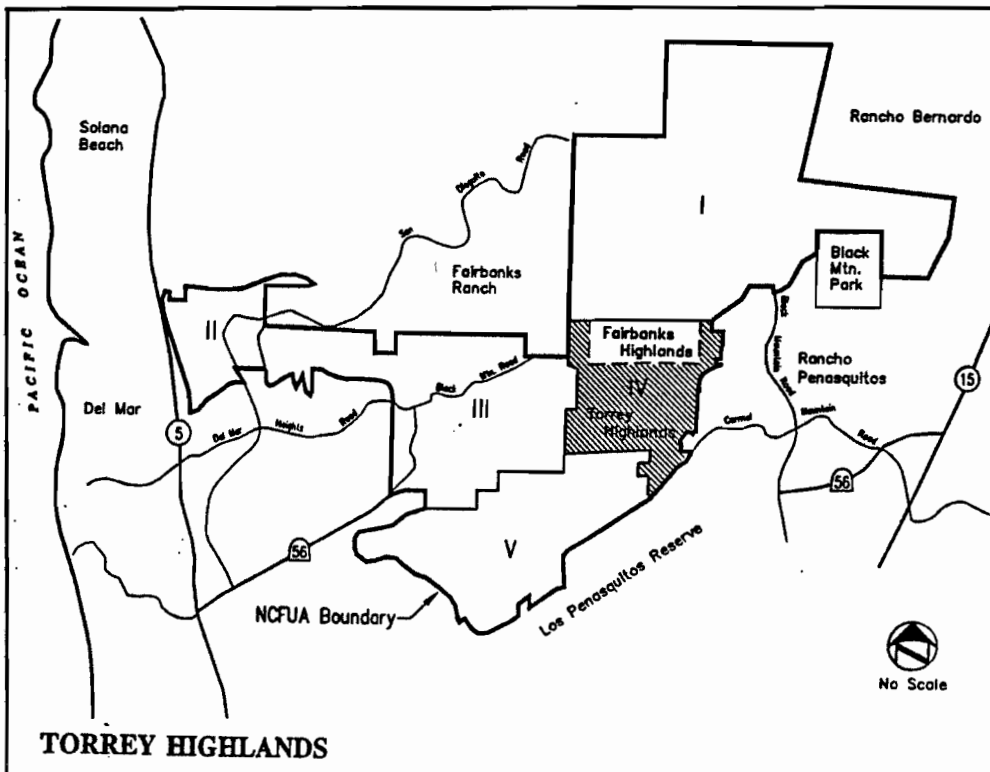 Solana
Beach
Rancho Bernardo
San Dieguito Road
I
PACIFIC OCEAN
Fairbanks
Ranch
Black
Mtn.
Park
II
Fairbanks
Highlands
Black Mountain Road
Rancho
Penasquitos
Black Mtn. Road
IV
15
III
Del Mar
Torrey
Highlands
5
Del Mar Heights Road
Carmel Mountain Road
56
56
V
Los Penasquitos Reserve
NCFUA Boundary
No Scale
TORREY HIGHLANDS